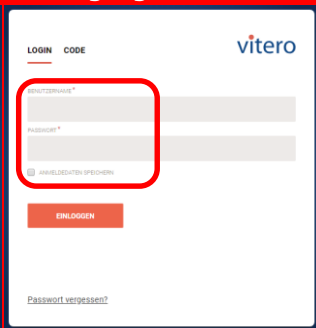 LOGIN CODE
vitero
BENUTZERNAME*
PASSWORT*
ANMELDEDATEN SPEICHERN
EINLOGGEN
Passwort vergessen?